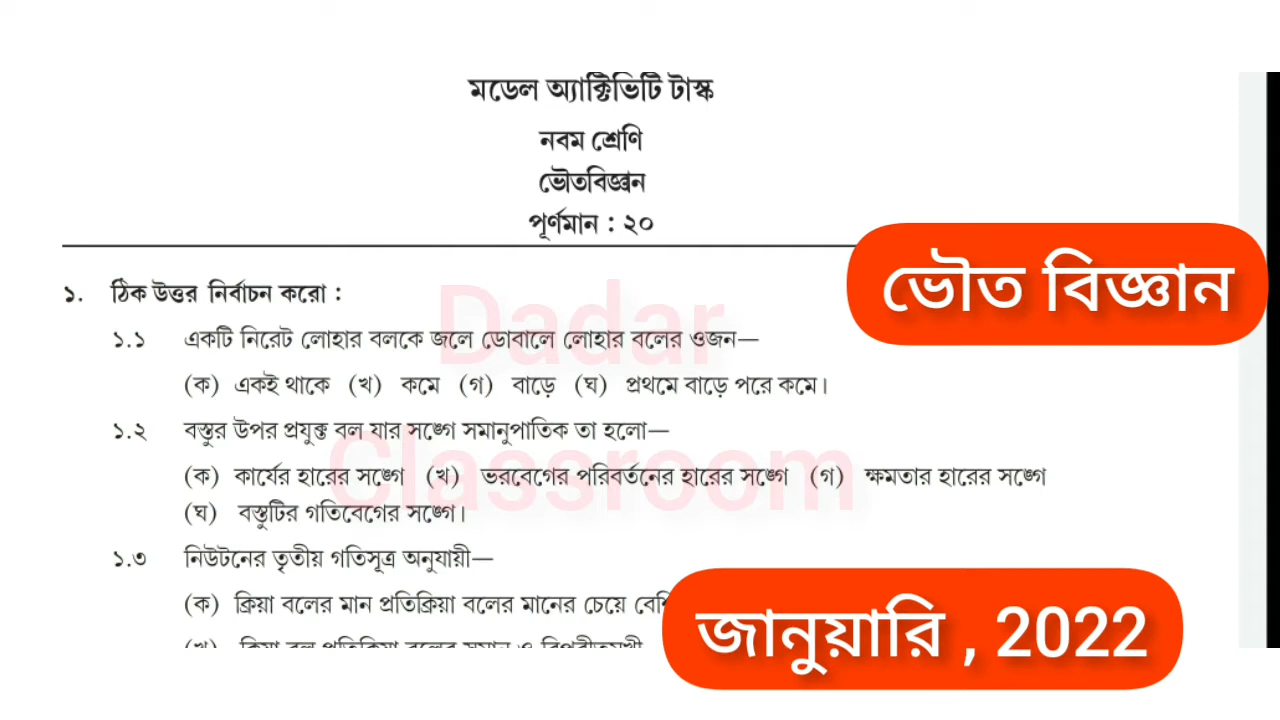 মডেল অ্যাক্টিভিটি টাস্ক
নবম শ্রেণি
ভৌতবিজ্ঞান
পূর্ণমান : ২০
ভৌত বিজ্ঞান
১. ঠিক উত্তর নির্বাচন করো :
Dadar
১.১ একটি নিরেট লোহার বলকে জলে ডোবালে লোহার বলের ওজন—
(ক) একই থাকে (খ) কমে (গ) বাড়ে (ঘ) প্রথমে বাড়ে পরে কমে।
১.২ বস্তুর উপর প্রযুক্ত বল যার সঙ্গে সমানুপাতিক তা হলো—
Classroom
(ক) কার্যের হারের সঙ্গে (খ) ভরবেগের পরিবর্তনের হারের সঙ্গে (গ) ক্ষমতার হারের সঙ্গে
(ঘ) বস্তুটির গতিবেগের সঙ্গে।
১.৩ নিউটনের তৃতীয় গতিসূত্র অনুযায়ী—
(ক) ক্রিয়া বলের মান প্রতিক্রিয়া বলের মানের চেয়ে
জানুয়ারি , 2022